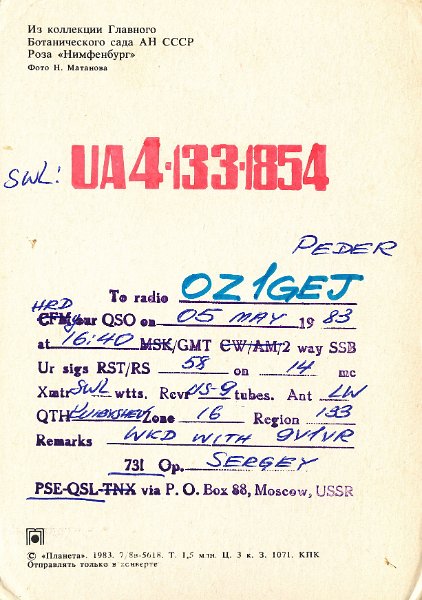 Из коллекции Главного
Ботанического сада АН СССР
Роза «Нимфенбург»
Фото Н. Матанова
SWL: UA4-133-1854
PEDER
To radio OZ1GEJ
HRD
CFM your QSO on 05 MAY 1983
at 16:40 MSK/GMT CW/AM/2 way SSB
Ur sigs RST/RS 58 on 14 mc
Xmtr SWL wtts. Rcvr US-9 tubes. Ant LW
QTH KUIBYSHEV Zone 16 Region 133
Remarks WKD WITH 9V1VR
73! Op. SERGEY
PSE-QSL-TNX via P. O. Box 88, Moscow, USSR
© «Планета». 1983. 7/8в-5618. Т. 1,5 млн. Ц. 3 к. З. 1071. КПК
Отправлять только в конверте